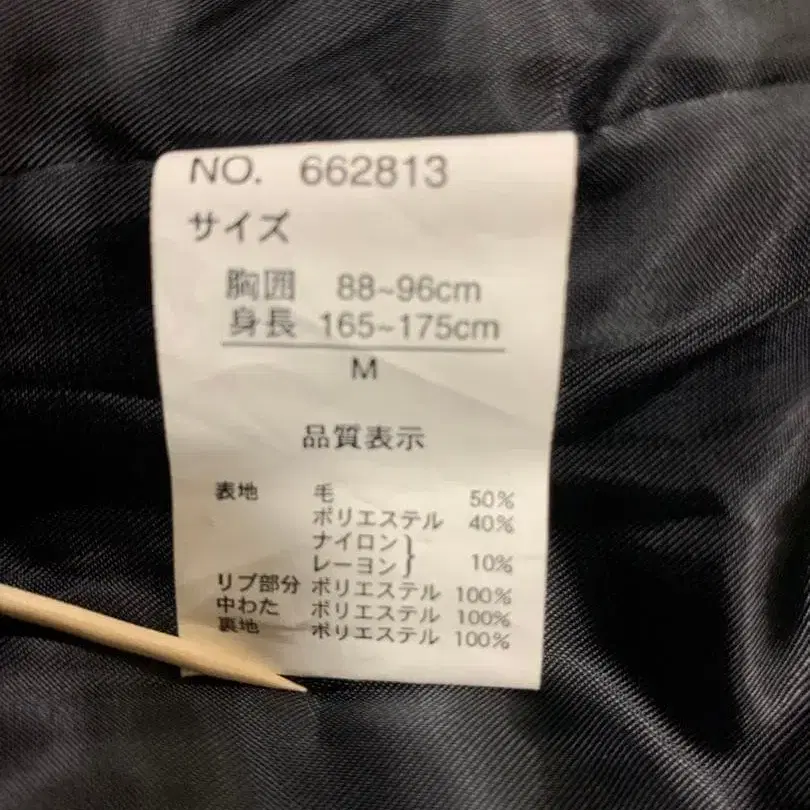 NO. 662813
サイズ
胸囲 88~96cm
身長 165~175cm
M
品質表示
表地 毛 50%
ポリエステル 40%
ナイロン}
レーヨン} 10%
リブ部分 ポリエステル 100%
中わた ポリエステル 100%
裏地 ポリエステル 100%